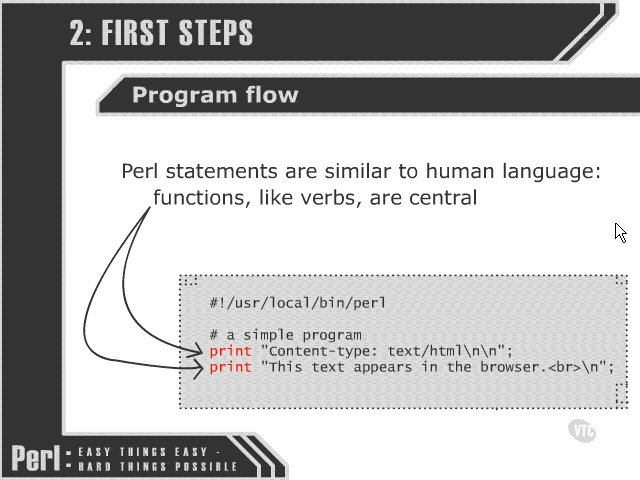 2: FIRST STEPS
Program flow
Perl statements are similar to human language:
functions, like verbs, are central
#!/usr/local/bin/perl
# a simple program
print "Content-type: text/html\n\n";
print "This text appears in the browser.<br>\n";
VTC
Perl: EASY THINGS EASY -
HARD THINGS POSSIBLE